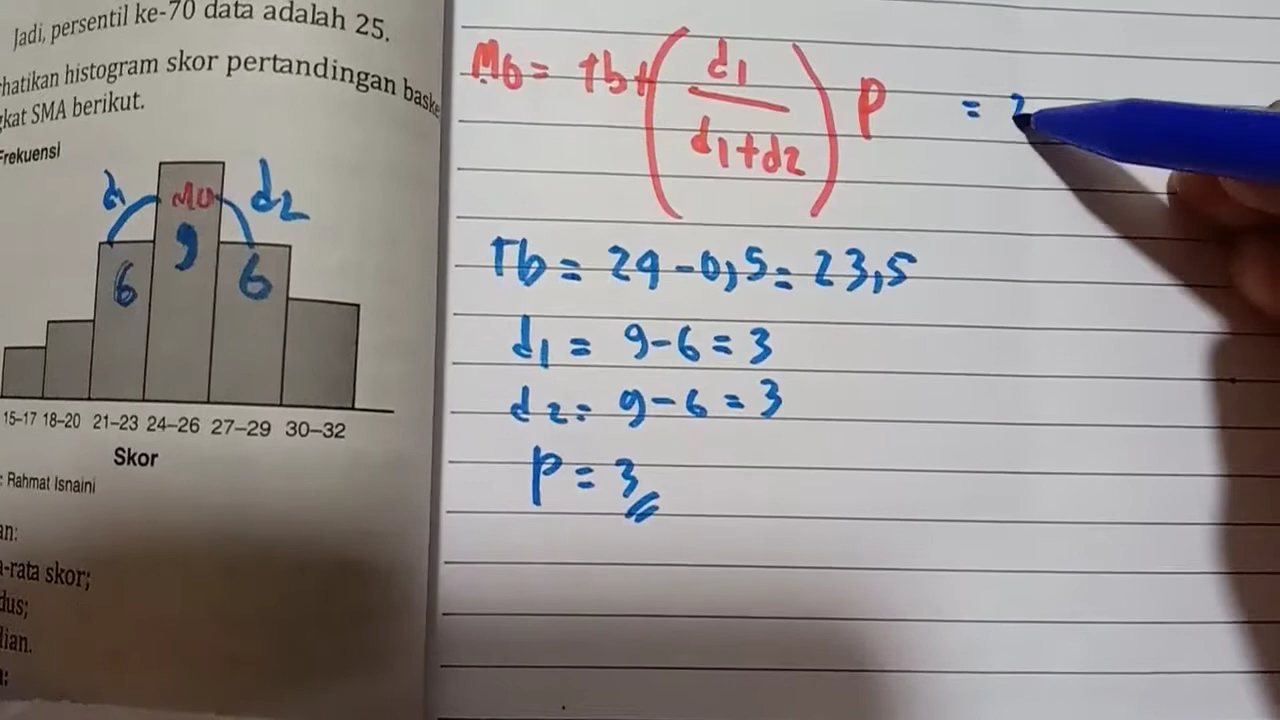 Jadi, persentil ke-70 data adalah 25.
rhatikan histogram skor pertandingan baske
gkat SMA berikut.
Frekuensi
d1 Mo d2
6 9 6
15–17 18–20 21–23 24–26 27–29 30–32
Skor
: Rahmat Isnaini
an:
a-rata skor;
dus;
dian.
Mo = Tb + (d1 / d1+d2) P =
Tb = 24 - 0,5 = 23,5
d1 = 9-6 = 3
d2 = 9-6 = 3
P = 3